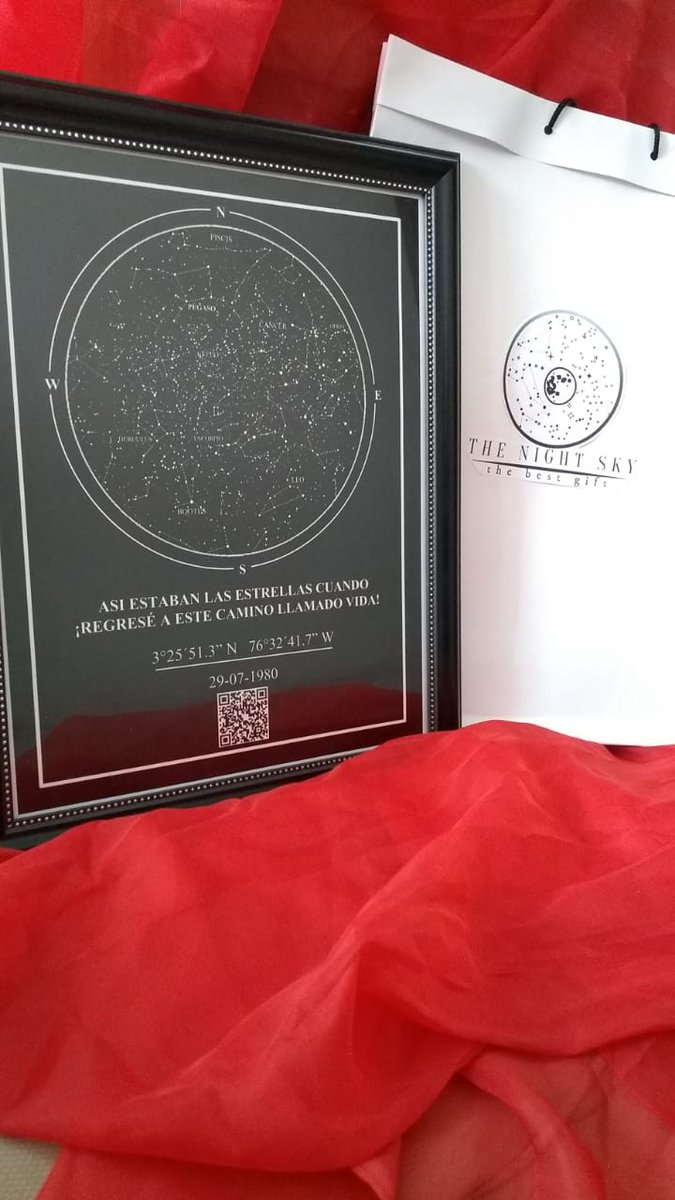 N
PISCIS
PEGASO
CANCER
W
E
HERCULES
ESCORPIO
LEO
BOOTES
S
ASI ESTABAN LAS ESTRELLAS CUANDO
¡REGRESÉ A ESTE CAMINO LLAMADO VIDA!
3°25´51.3” N 76°32´41.7” W
29-07-1980
THE NIGHT SKY
the best gift